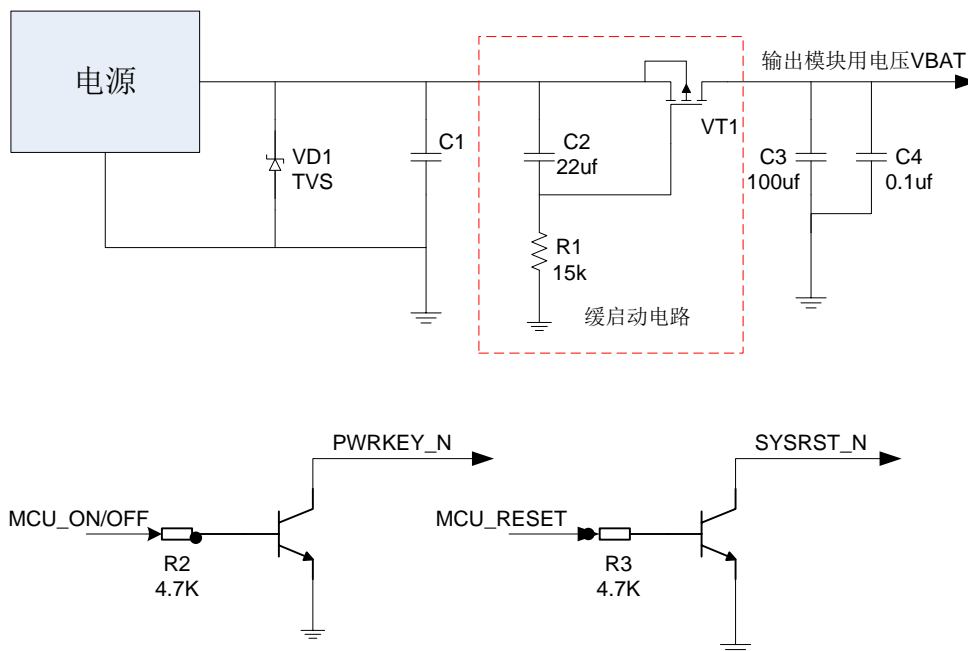 电源
输出模块用电压VBAT
VD1
TVS
C1
C2
22uf
VT1
C3
100uf
C4
0.1uf
R1
15k
缓启动电路
PWRKEY_N
SYSRST_N
MCU_ON/OFF
MCU_RESET
R2
4.7K
R3
4.7K